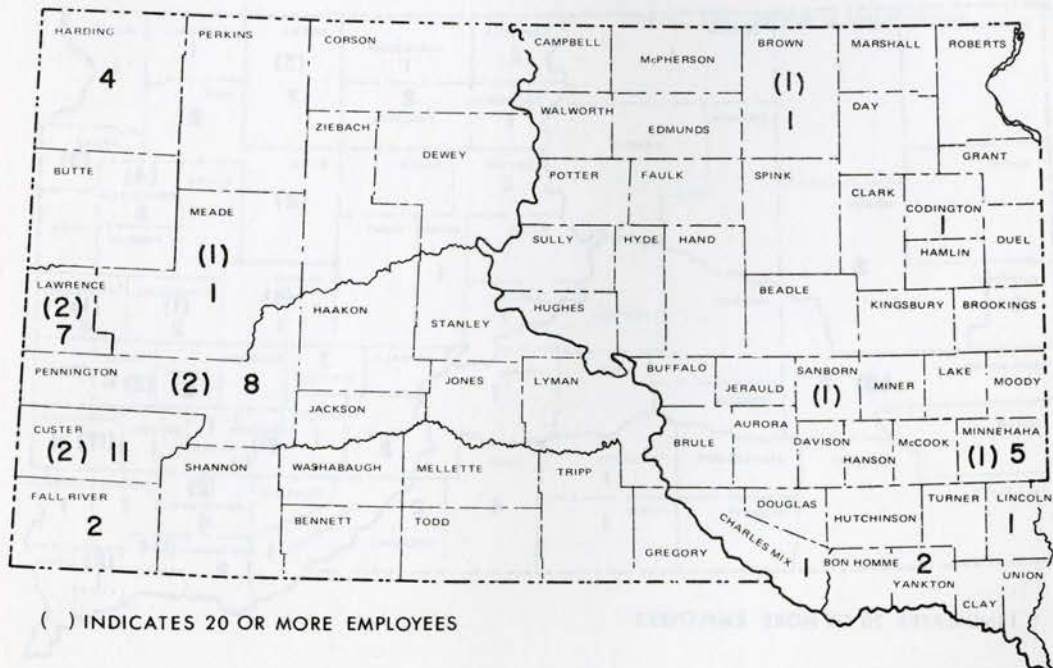 HARDING PERKINS CORSON CAMPBELL McPHERSON BROWN MARSHALL ROBERTS
4 (1)
1
WALWORTH EDMUNDS DAY
ZIEBACH DEWEY
BUTTE POTTER FAULK SPINK GRANT
MEADE CLARK CODINGTON
1
(1) SULLY HYDE HAND DUEL
HAMLIN
1
LAWRENCE HAAKON HUGHES BEADLE KINGSBURY BROOKINGS
(2)
7 STANLEY
PENNINGTON (2) 8 JONES LYMAN BUFFALO JERAULD SANBORN MINER LAKE MOODY
(1)
JACKSON
CUSTER BRULE AURORA DAVISON HANSON McCOOK MINNEHAHA
(2) 11 (1) 5
SHANNON WASHABAUGH MELLETTE TRIPP
FALL RIVER DOUGLAS HUTCHINSON TURNER LINCOLN
2 1
BENNETT TODD GREGORY CHARLES MIX 1 BON HOMME 2
YANKTON CLAY UNION
( ) INDICATES 20 OR MORE EMPLOYEES